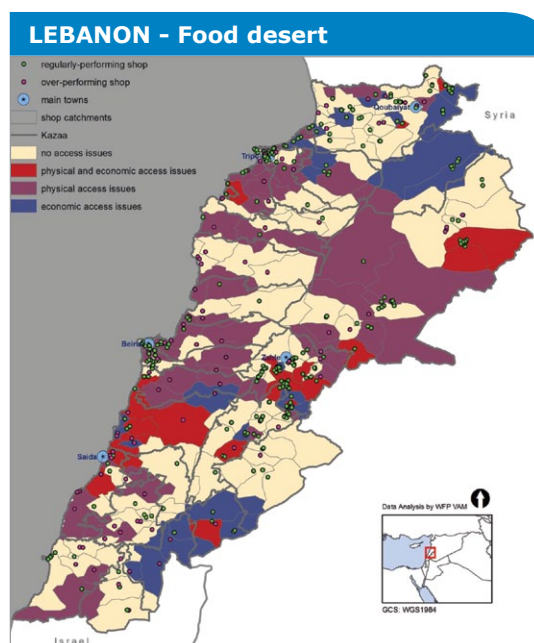 LEBANON - Food desert
regularly-performing shop
over-performing shop
main towns
shop catchments
Kazaa
no access issues
physical and economic access issues
physical access issues
economic access issues
Qoubaiyat
Syria
Zahle
Saida
Data Analysis by WFP VAM
GCS: WGS1984
Israel